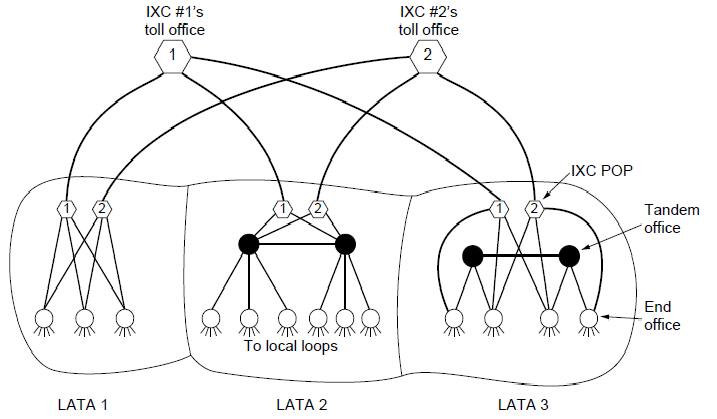 IXC #1's
toll office
IXC #2's
toll office
1
2
IXC POP
1
2
1
2
1
2
Tandem
office
End
office
To local loops
LATA 1
LATA 2
LATA 3